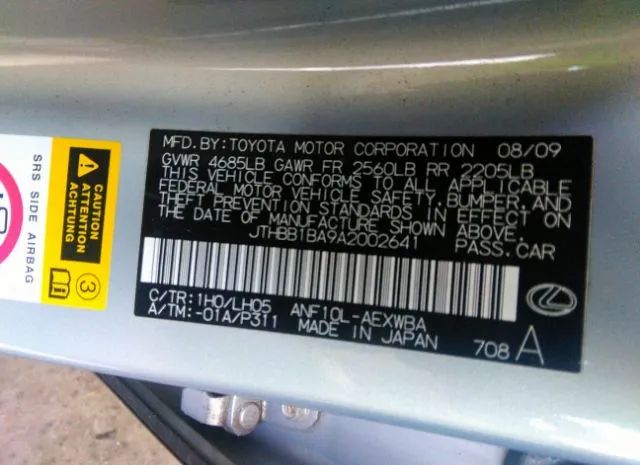 MFD.BY:TOYOTA MOTOR CORPORATION 08/09
GVWR 4685LB GAWR FR 2560LB RR 2205LB
THIS VEHICLE CONFORMS TO ALL APPLICABLE
FEDERAL MOTOR VEHICLE SAFETY,BUMPER,AND
THEFT PREVENTION STANDARDS IN EFFECT ON
THE DATE OF MANUFACTURE SHOWN ABOVE.
JTHBB1BA9A2002641 PASS.CAR
C/TR:1H0/LH05 ANF10L-AEXWBA
A/TM:-01A/P311 MADE IN JAPAN
708 A
SRS SIDE AIRBAG
CAUTION
ATTENTION
ACHTUNG
3